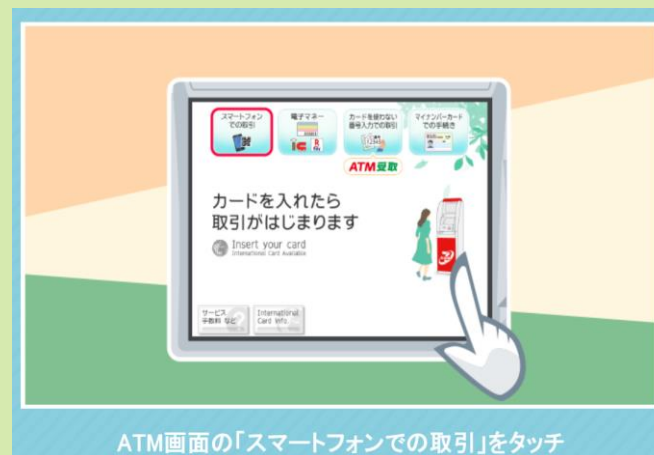 スマートフォン
での取引
電子マネー
カードを使わない
番号入力での取引
マイナンバーカード
での手続き
ATM受取
カードを入れたら
取引がはじまります
Insert your card
International Card Available
サービス
手数料 など
International
Card Info
ATM画面の「スマートフォンでの取引」をタッチ